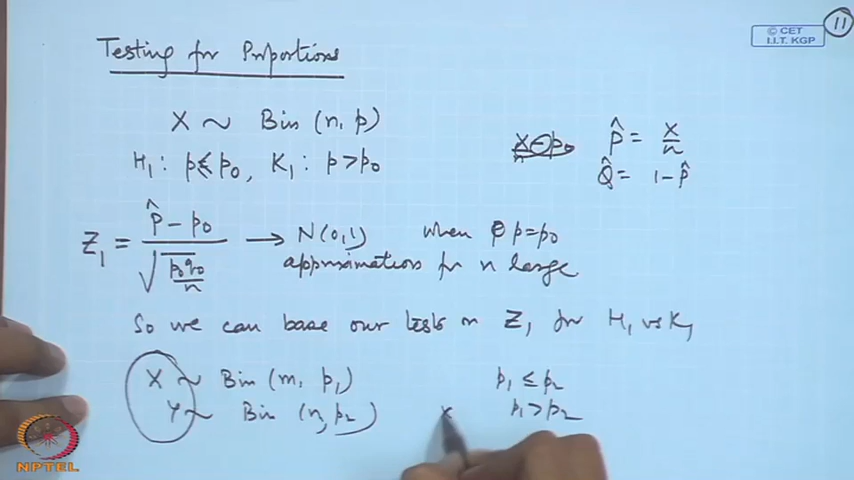 11
© CET
I.I.T. KGP
Testing for Proportions
X ~ Bin (n, p)
H₁ : p ≤ p₀, K₁ : p > p₀
P̂ = X/n
Q̂ = 1 - P̂
Z₁ = (P̂ - p₀) / √(p₀q₀/n) → N(0,1) when p = p₀
approximation for n large
So we can base our tests on Z₁ for H₁ vs K₁
X ~ Bin (m, p₁) p₁ ≤ p₂
Y ~ Bin (n, p₂) p₁ > p₂
NPTEL